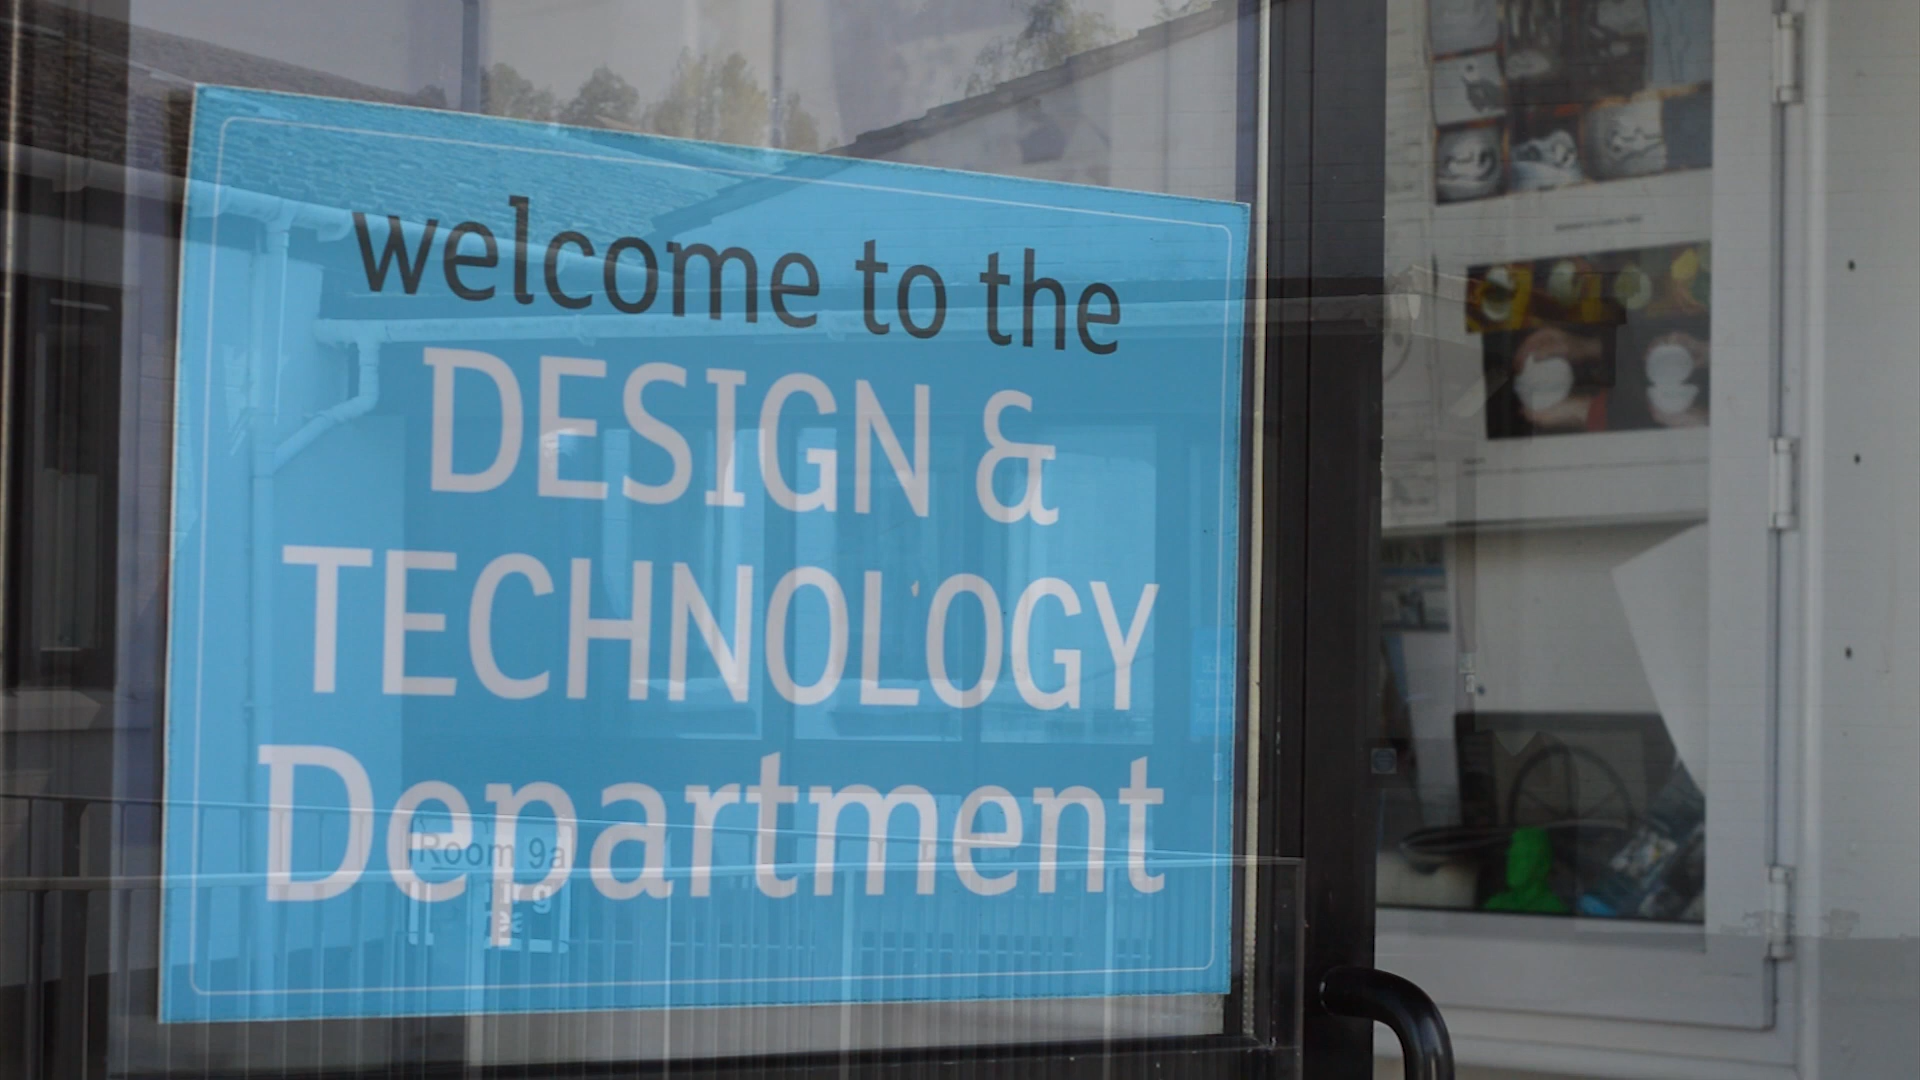 welcome to the
DESIGN &
TECHNOLOGY
Department
Room 9a